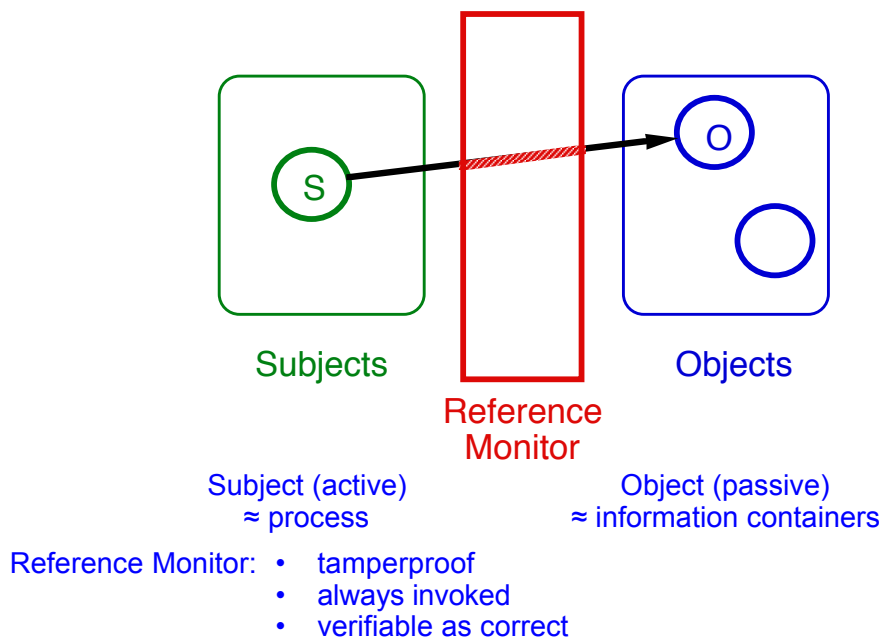 S
O
Subjects
Objects
Reference
Monitor
Subject (active)
≈ process
Object (passive)
≈ information containers
Reference Monitor: • tamperproof
• always invoked
• verifiable as correct